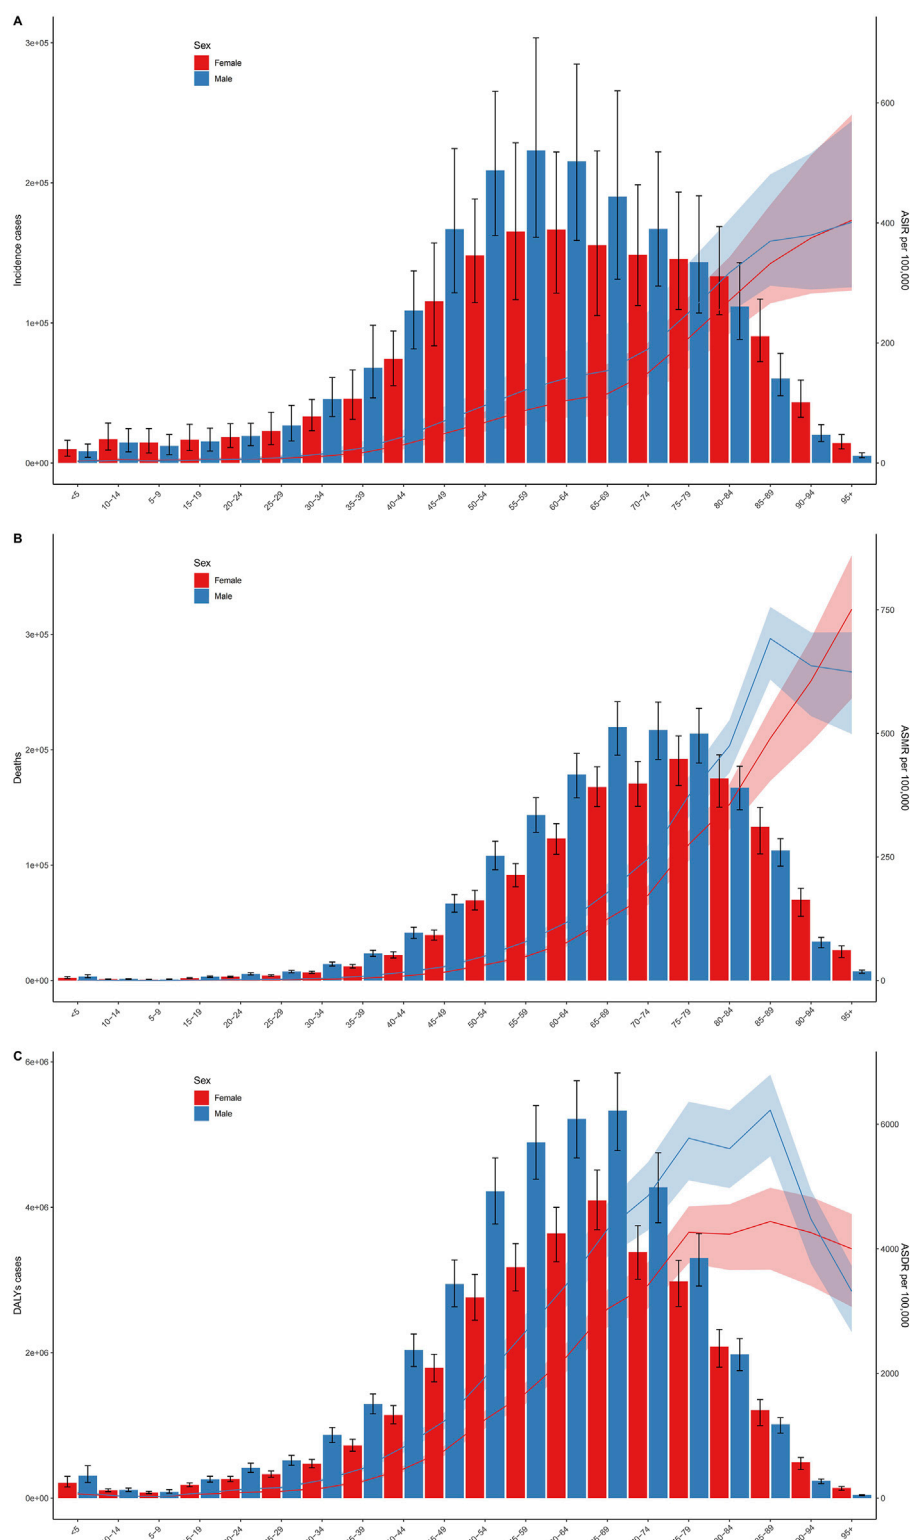 A
Sex
Female
Male
3e+05
2e+05
1e+05
0e+00
Incidence cases
600
400
200
0
ASIR per 100,000
<5
10−14
5−9
15−19
20−24
25−29
30−34
35−39
40−44
45−49
50−54
55−59
60−64
65−69
70−74
75−79
80−84
85−89
90−94
95+
B
Sex
Female
Male
3e+05
2e+05
1e+05
0e+00
Deaths
750
500
250
0
ASMR per 100,000
<5
10−14
5−9
15−19
20−24
25−29
30−34
35−39
40−44
45−49
50−54
55−59
60−64
65−69
70−74
75−79
80−84
85−89
90−94
95+
C
Sex
Female
Male
6e+06
4e+06
2e+06
0e+00
DALYs cases
6000
4000
2000
0
ASDR per 100,000
<5
5−9
95+